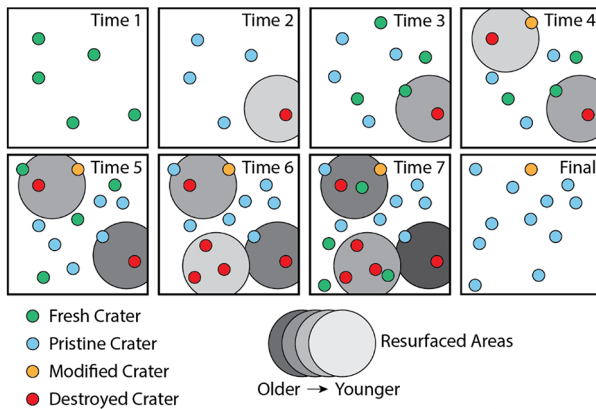 Time 1
Time 2
Time 3
Time 4
Time 5
Time 6
Time 7
Final
Fresh Crater
Pristine Crater
Modified Crater
Destroyed Crater
Resurfaced Areas
Older → Younger